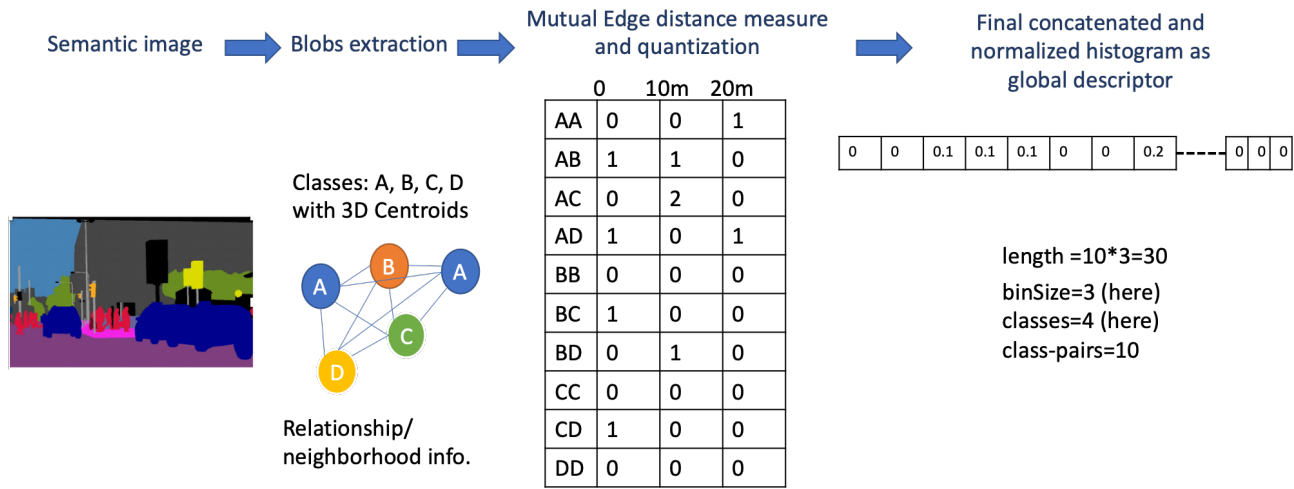 Semantic image
Blobs extraction
Mutual Edge distance measure
and quantization
Final concatenated and
normalized histogram as
global descriptor
Classes: A, B, C, D
with 3D Centroids
A
B
A
C
D
Relationship/
neighborhood info.
0 10m 20m
AA 0 0 1
AB 1 1 0
AC 0 2 0
AD 1 0 1
BB 0 0 0
BC 1 0 0
BD 0 1 0
CC 0 0 0
CD 1 0 0
DD 0 0 0
0 0 0.1 0.1 0.1 0 0 0.2 0 0 0
length =10*3=30
binSize=3 (here)
classes=4 (here)
class-pairs=10